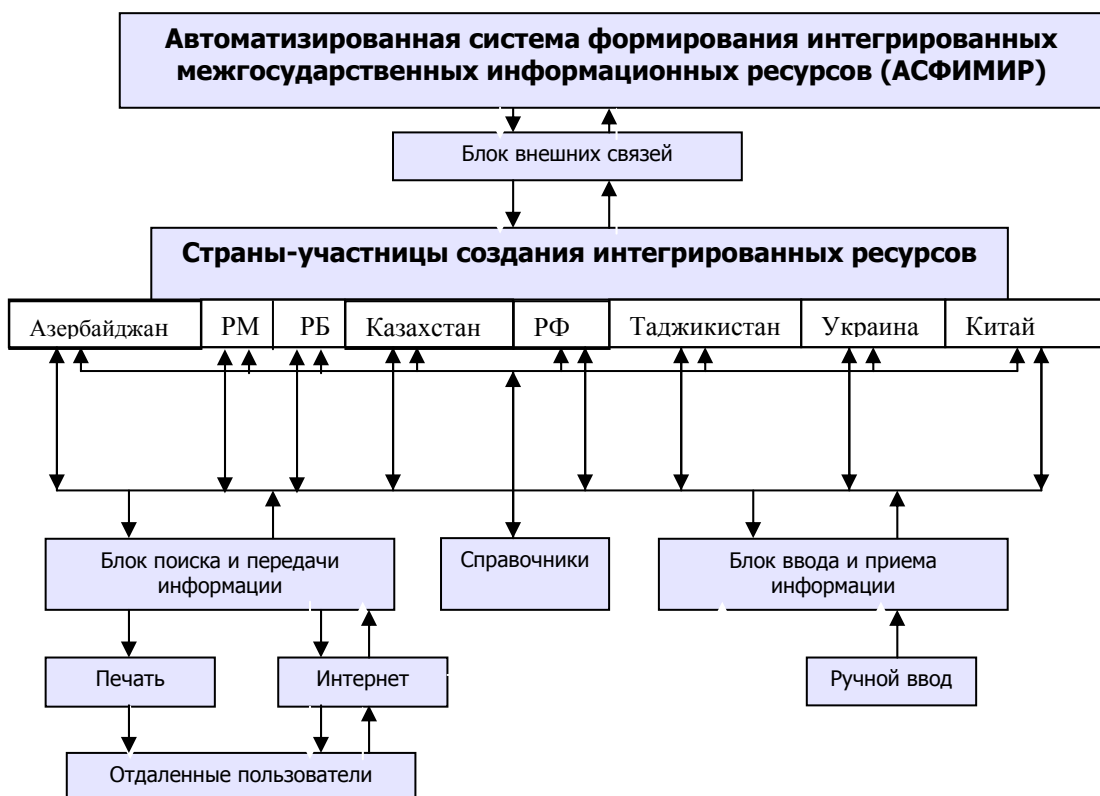 Автоматизированная система формирования интегрированных
межгосударственных информационных ресурсов (АСФИМИР)
Блок внешних связей
Страны-участницы создания интегрированных ресурсов
Азербайджан РМ РБ Казахстан РФ Таджикистан Украина Китай
Блок поиска и передачи
информации
Справочники
Блок ввода и приема
информации
Печать
Интернет
Ручной ввод
Отдаленные пользователи